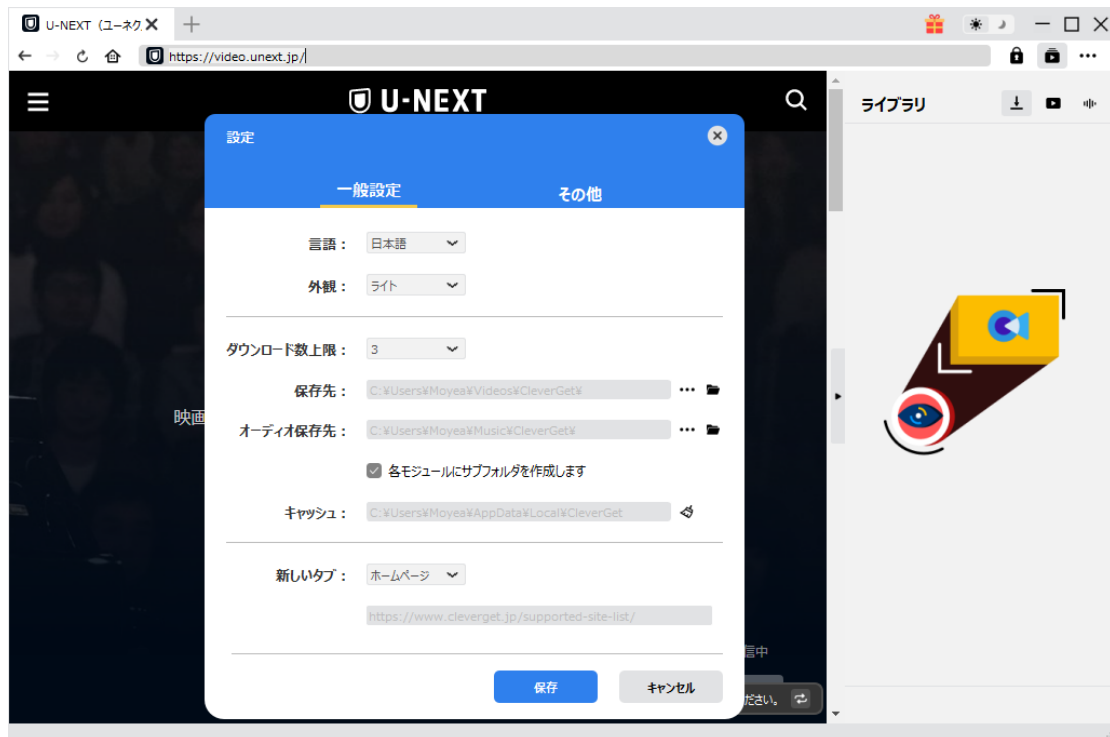 U-NEXT（ユーネク
https://video.unext.jp/
U-NEXT
ライブラリ
設定
一般設定 その他
言語： 日本語
外観： ライト
ダウンロード数上限： 3
保存先： C:¥Users¥Moyea¥Videos¥CleverGet¥
映画
オーディオ保存先： C:¥Users¥Moyea¥Music¥CleverGet¥
各モジュールにサブフォルダを作成します
キャッシュ： C:¥Users¥Moyea¥AppData¥Local¥CleverGet
新しいタブ： ホームページ
https://www.cleverget.jp/supported-site-list/
信中
保存 キャンセル
ださい。